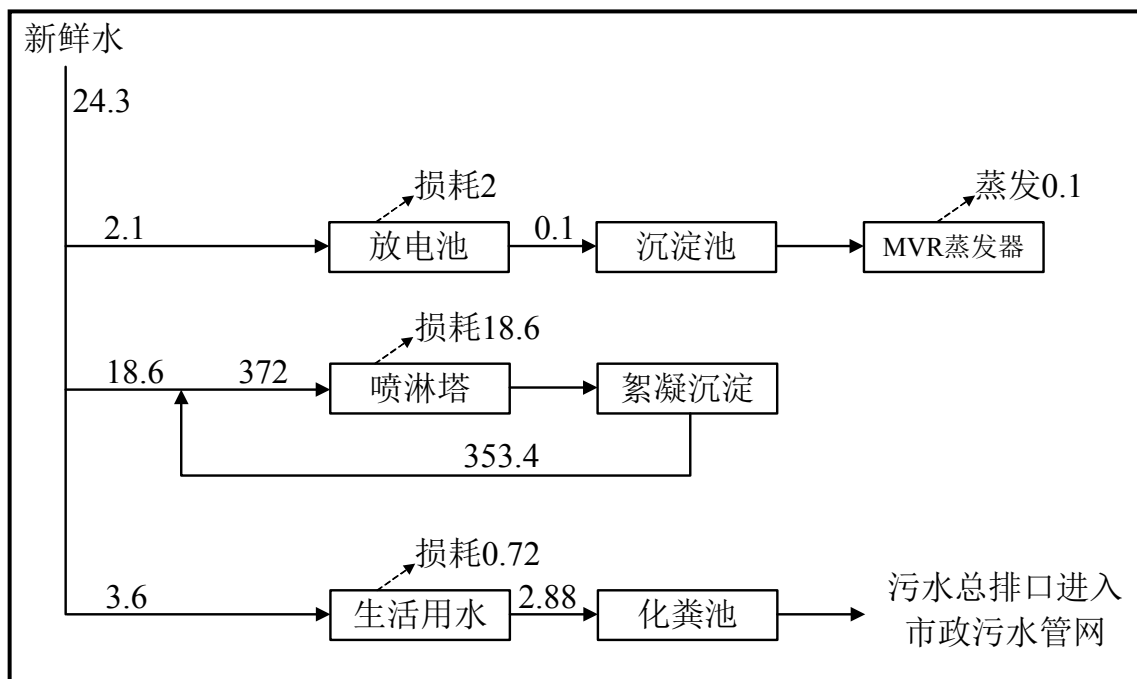 新鲜水
24.3
损耗2
蒸发0.1
2.1
放电池
0.1
沉淀池
MVR蒸发器
损耗18.6
18.6
372
喷淋塔
絮凝沉淀
353.4
损耗0.72
3.6
生活用水
2.88
化粪池
污水总排口进入
市政污水管网